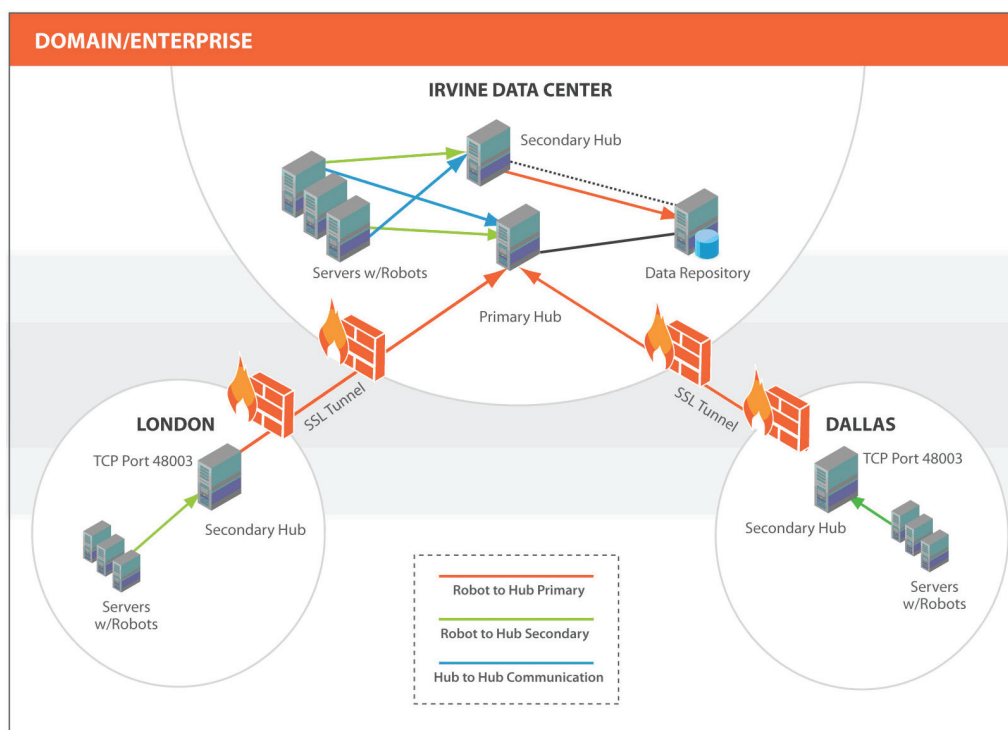 DOMAIN/ENTERPRISE
IRVINE DATA CENTER
Secondary Hub
Servers w/Robots
Data Repository
Primary Hub
SSL Tunnel
SSL Tunnel
LONDON
TCP Port 48003
Secondary Hub
Servers
w/Robots
DALLAS
TCP Port 48003
Secondary Hub
Servers
w/Robots
Robot to Hub Primary
Robot to Hub Secondary
Hub to Hub Communication